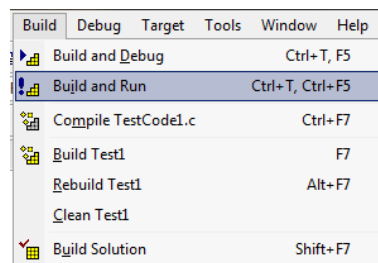 Build Debug Target Tools Window Help
Build and Debug Ctrl+T, F5
Build and Run Ctrl+T, Ctrl+F5
Compile TestCode1.c Ctrl+F7
Build Test1 F7
Rebuild Test1 Alt+F7
Clean Test1
Build Solution Shift+F7